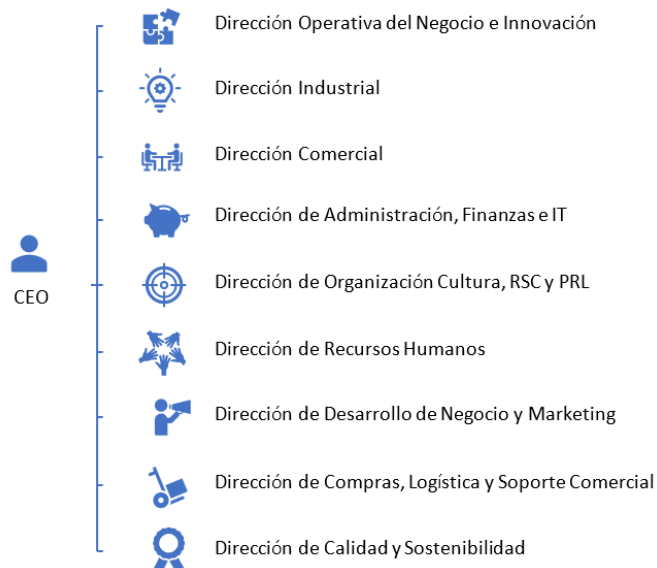 Dirección Operativa del Negocio e Innovación
Dirección Industrial
Dirección Comercial
Dirección de Administración, Finanzas e IT
CEO
Dirección de Organización Cultura, RSC y PRL
Dirección de Recursos Humanos
Dirección de Desarrollo de Negocio y Marketing
Dirección de Compras, Logística y Soporte Comercial
Dirección de Calidad y Sostenibilidad